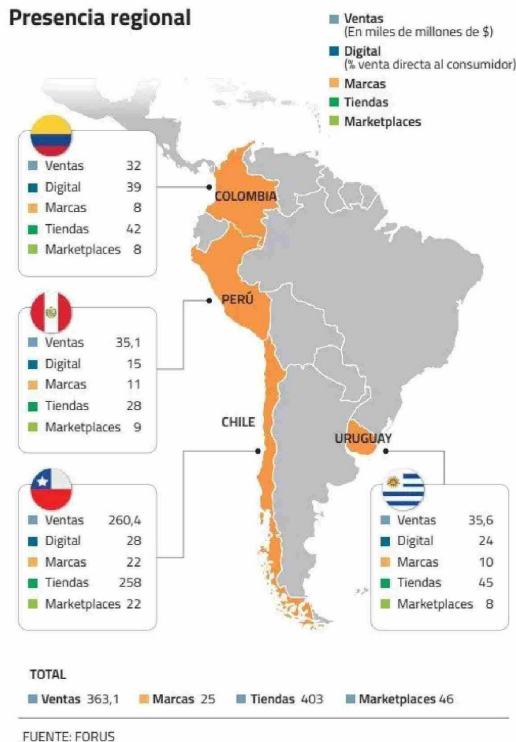 Presencia regional
Ventas
(En miles de millones de $)
Digital
(% venta directa al consumidor)
Marcas
Tiendas
Marketplaces
Ventas 32
Digital 39
Marcas 8
Tiendas 42
Marketplaces 8
COLOMBIA
PERÚ
Ventas 35,1
Digital 15
Marcas 11
Tiendas 28
Marketplaces 9
CHILE
URUGUAY
Ventas 260,4
Digital 28
Marcas 22
Tiendas 258
Marketplaces 22
Ventas 35,6
Digital 24
Marcas 10
Tiendas 45
Marketplaces 8
TOTAL
Ventas 363,1 Marcas 25 Tiendas 403 Marketplaces 46
FUENTE: FORUS